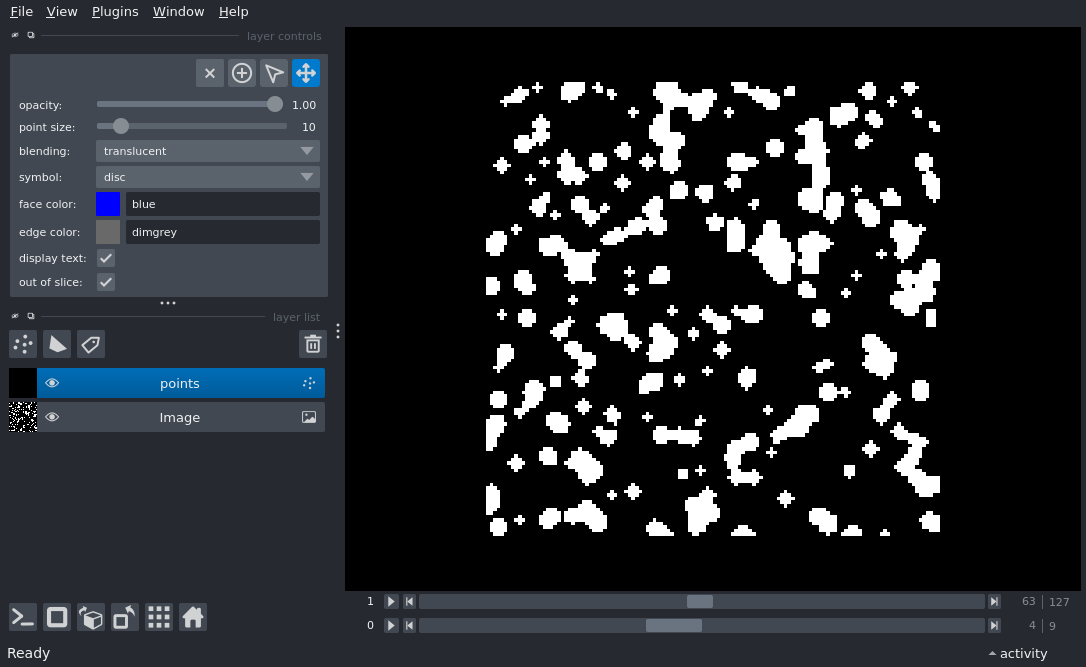 File View Plugins Window Help
layer controls
opacity: 1.00
point size: 10
blending: translucent
symbol: disc
face color: blue
edge color: dimgrey
display text:
out of slice:
layer list
points
Image
1 63 127
0 4 9
Ready activity